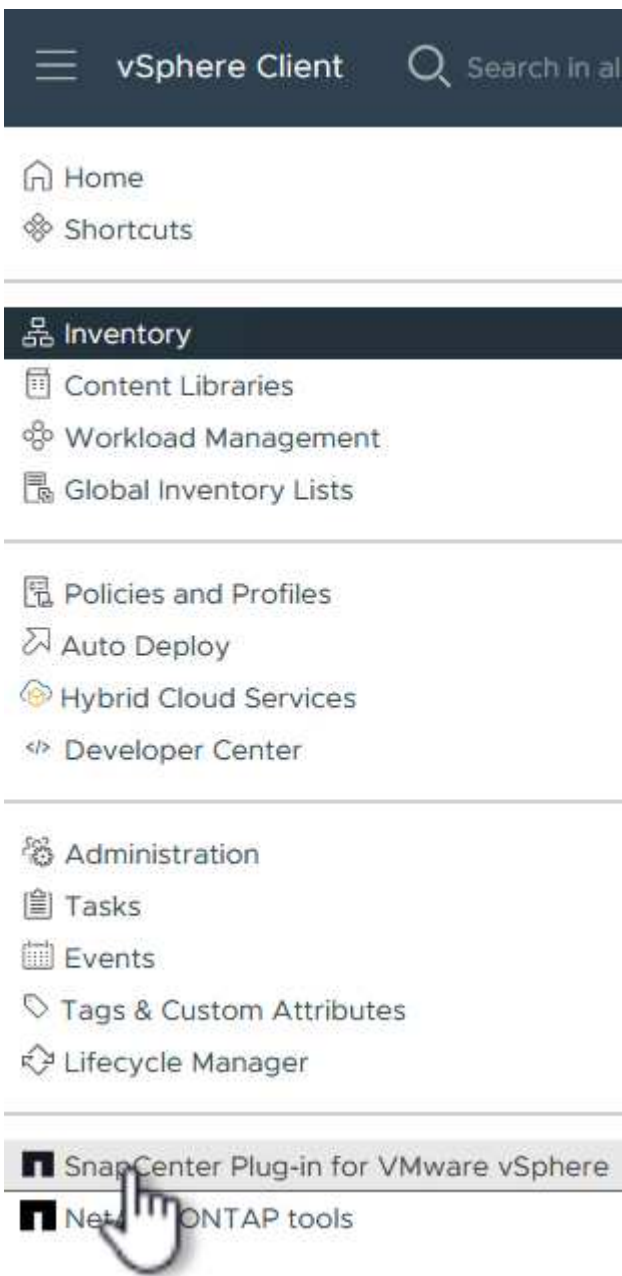 vSphere Client Search in al
Home
Shortcuts
Inventory
Content Libraries
Workload Management
Global Inventory Lists
Policies and Profiles
Auto Deploy
Hybrid Cloud Services
</> Developer Center
Administration
Tasks
Events
Tags & Custom Attributes
Lifecycle Manager
SnapCenter Plug-in for VMware vSphere
ONTAP tools